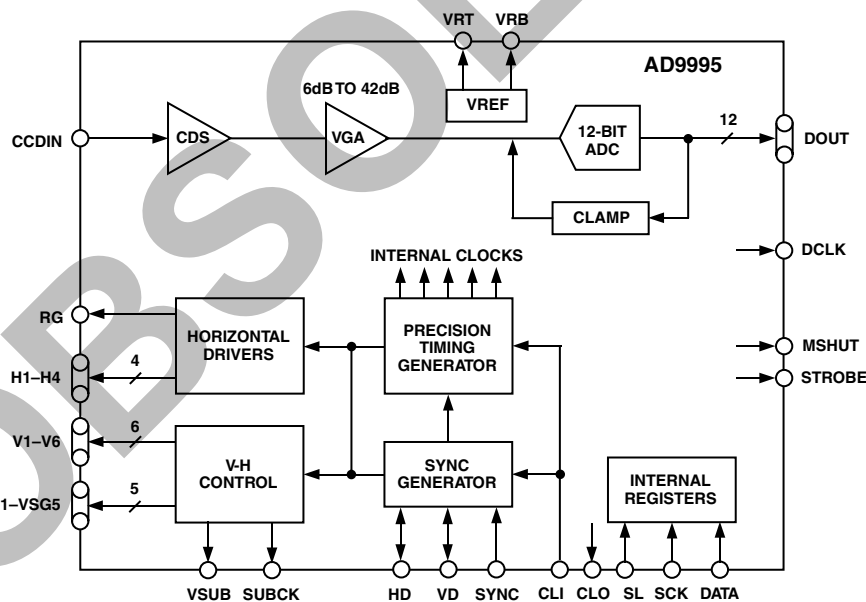 VRT VRB
AD9995
6dB TO 42dB
VREF
CCDIN
CDS
VGA
12-BIT
ADC
12
DOUT
CLAMP
DCLK
INTERNAL CLOCKS
RG
HORIZONTAL
DRIVERS
PRECISION
TIMING
GENERATOR
MSHUT
H1–H4
4
STROBE
V1–V6
6
V-H
CONTROL
SYNC
GENERATOR
INTERNAL
REGISTERS
1–VSG5
5
VSUB SUBCK HD VD SYNC CLI CLO SL SCK DATA